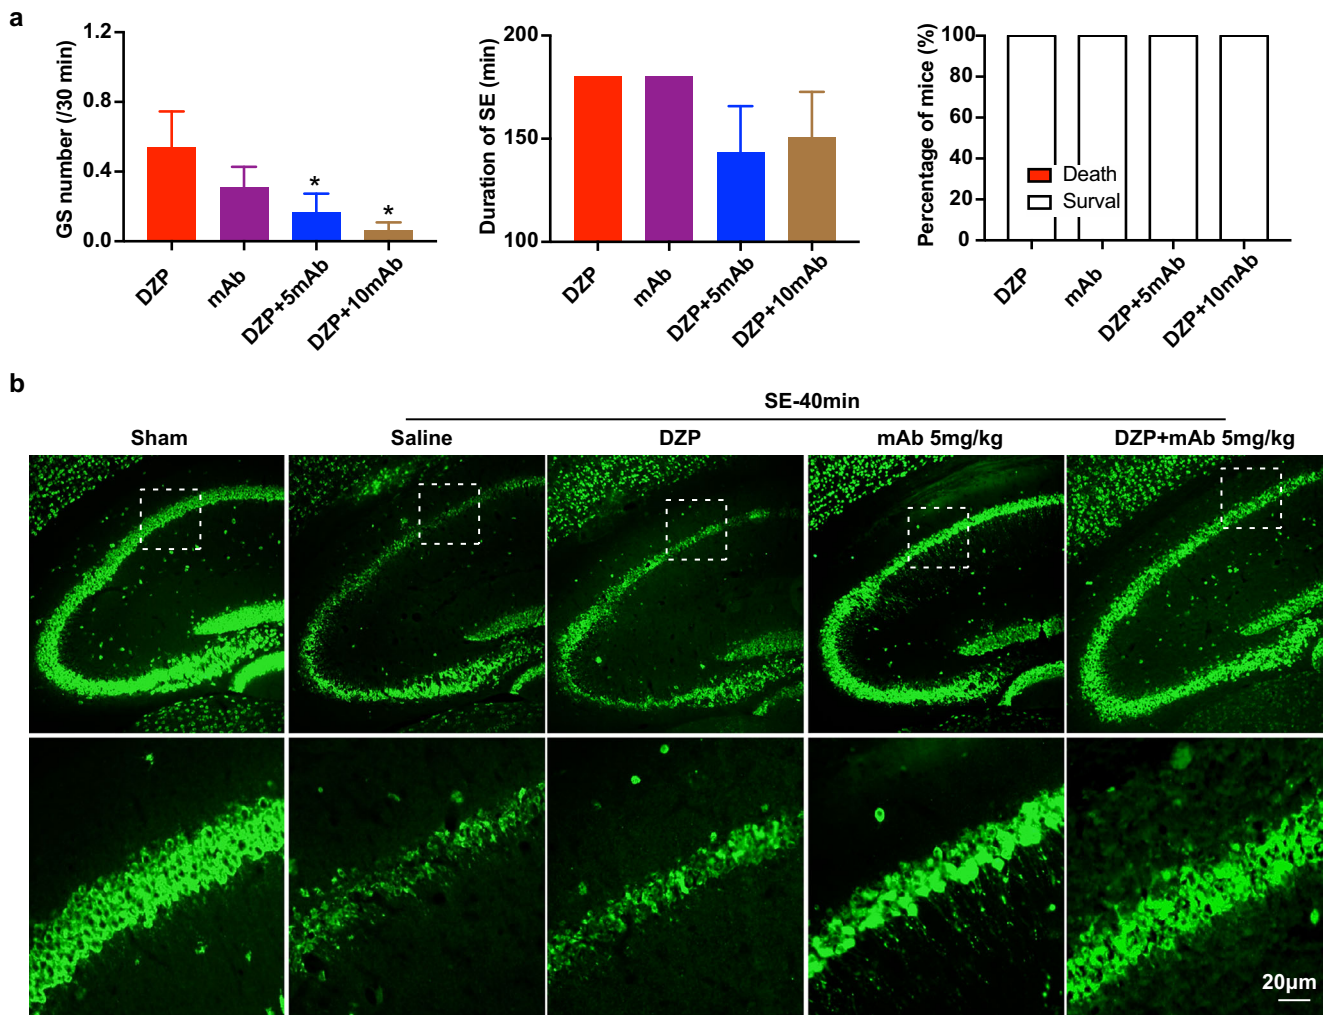 a
GS number (/30 min)
1.2
0.8
0.4
0.0
*
*
DZP
mAb
DZP+5mAb
DZP+10mAb
Duration of SE (min)
200
150
100
DZP
mAb
DZP+5mAb
DZP+10mAb
Percentage of mice (%)
100
80
60
40
20
0
Death
Surval
DZP
mAb
DZP+5mAb
DZP+10mAb
b
SE-40min
Sham
Saline
DZP
mAb 5mg/kg
DZP+mAb 5mg/kg
20μm